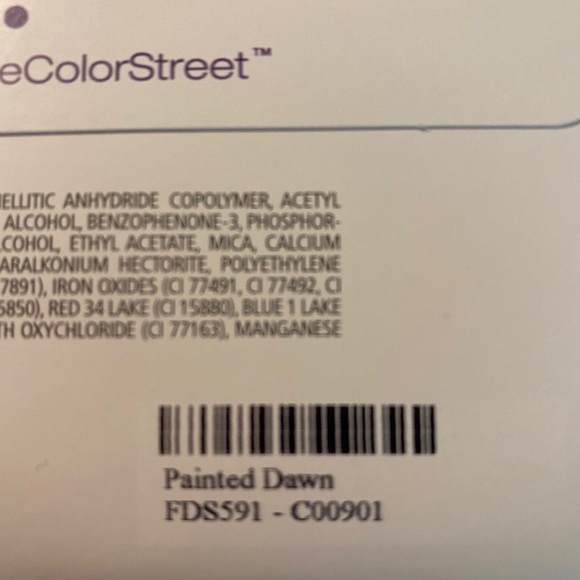 eColorStreet™
ELLITIC ANHYDRIDE COPOLYMER, ACETYL
ALCOHOL, BENZOPHENONE-3, PHOSPHOR-
COHOL, ETHYL ACETATE, MICA, CALCIUM
ARALKONIUM HECTORITE, POLYETHYLENE
7891), IRON OXIDES (CI 77491, CI 77492, CI
5850), RED 34 LAKE (CI 15880), BLUE 1 LAKE
TH OXYCHLORIDE (CI 77163), MANGANESE
Painted Dawn
FDS591 - C00901